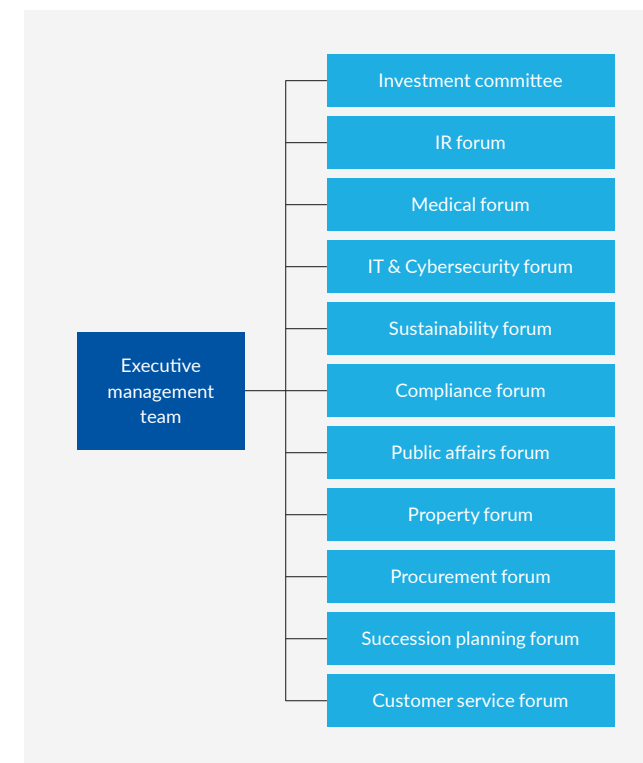 Investment committee
IR forum
Medical forum
IT & Cybersecurity forum
Sustainability forum
Executive
management
team
Compliance forum
Public affairs forum
Property forum
Procurement forum
Succession planning forum
Customer service forum